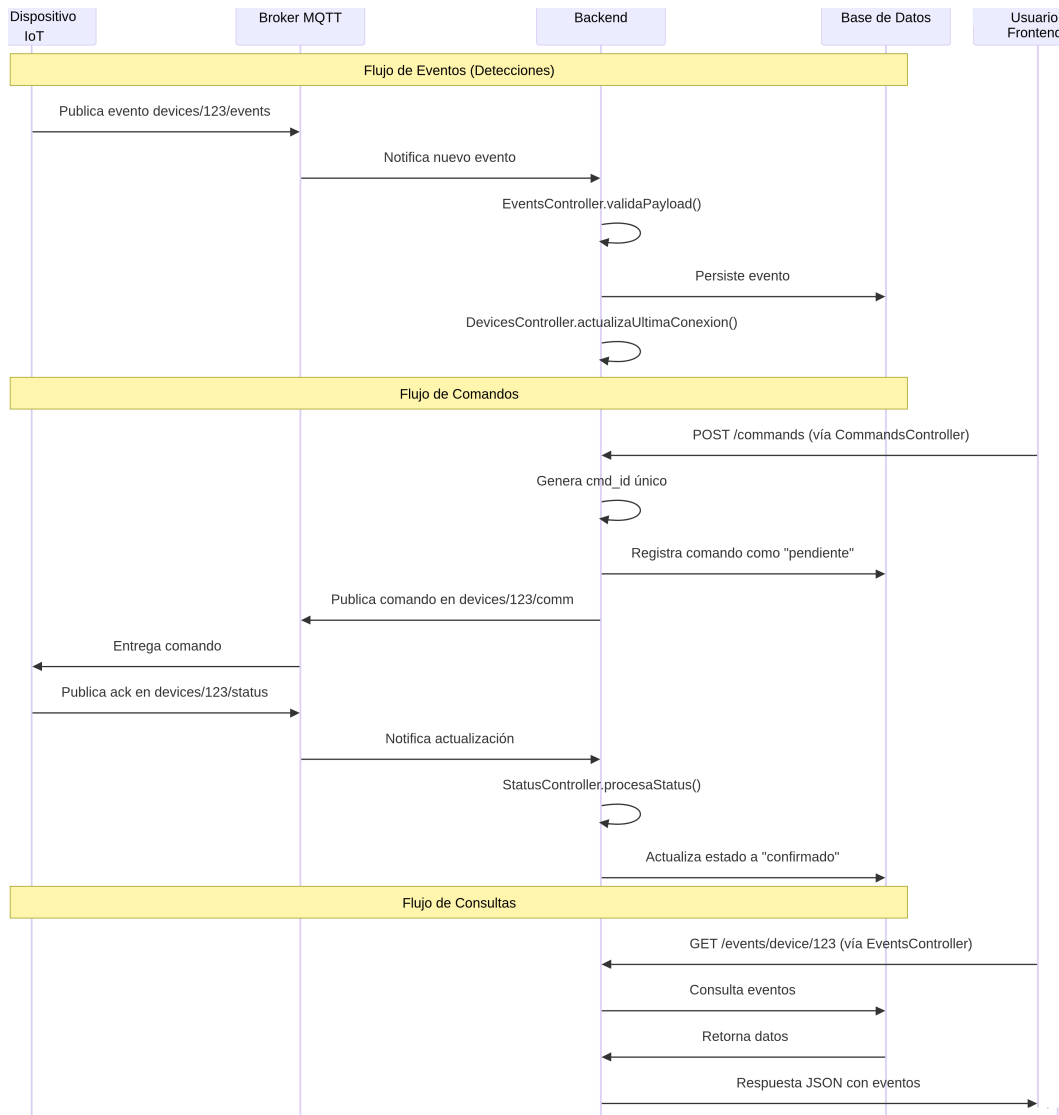 Dispositivo
IoT
Broker MQTT
Backend
Base de Datos
Usuario
Frontend
Flujo de Eventos (Detecciones)
Publica evento devices/123/events
Notifica nuevo evento
EventsController.validaPayload()
Persiste evento
DevicesController.actualizaUltimaConexion()
Flujo de Comandos
POST /commands (vía CommandsController)
Genera cmd_id único
Registra comando como "pendiente"
Publica comando en devices/123/comm
Entrega comando
Publica ack en devices/123/status
Notifica actualización
StatusController.procesaStatus()
Actualiza estado a "confirmado"
Flujo de Consultas
GET /events/device/123 (vía EventsController)
Consulta eventos
Retorna datos
Respuesta JSON con eventos